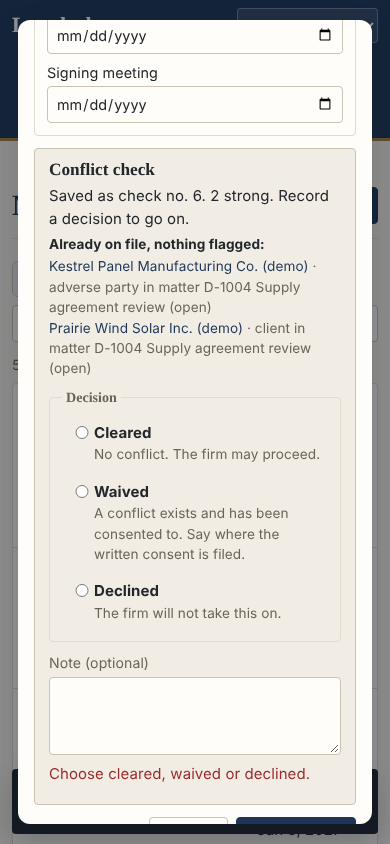 mm/dd/yyyy
Signing meeting
mm/dd/yyyy
Conflict check
Saved as check no. 6. 2 strong. Record
a decision to go on.
Already on file, nothing flagged:
Kestrel Panel Manufacturing Co. (demo) ·
adverse party in matter D-1004 Supply
agreement review (open)
Prairie Wind Solar Inc. (demo) · client in
matter D-1004 Supply agreement review
(open)
Decision
Cleared
No conflict. The firm may proceed.
Waived
A conflict exists and has been
consented to. Say where the
written consent is filed.
Declined
The firm will not take this on.
Note (optional)
Choose cleared, waived or declined.